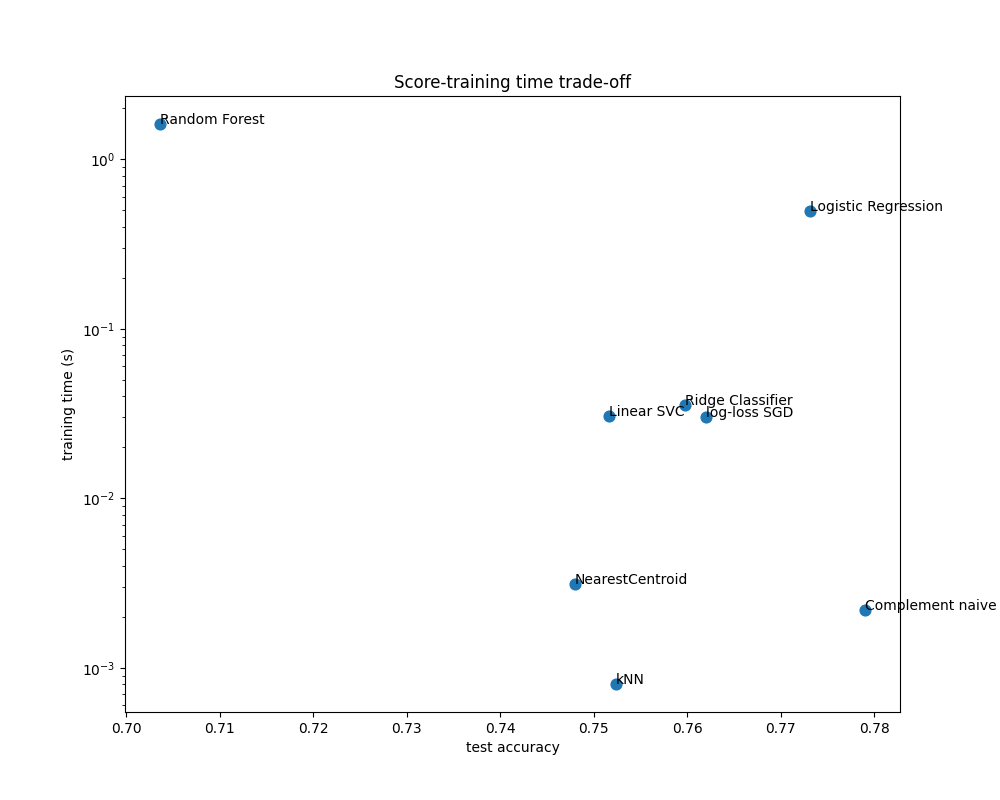 Score-training time trade-off
training time (s)
10⁰
10⁻¹
10⁻²
10⁻³
Random Forest
Logistic Regression
Ridge Classifier
Linear SVC
log-loss SGD
NearestCentroid
Complement naive
kNN
0.70 0.71 0.72 0.73 0.74 0.75 0.76 0.77 0.78
test accuracy